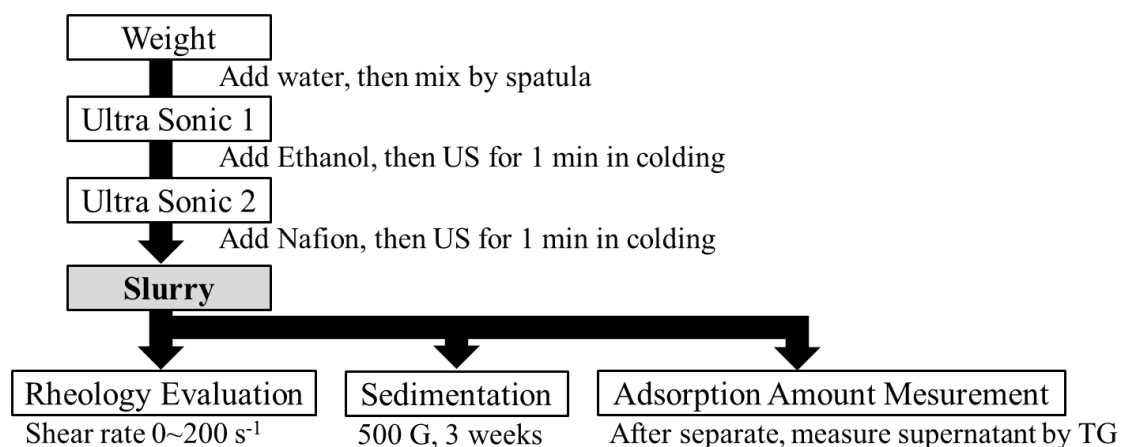 Weight
Add water, then mix by spatula
Ultra Sonic 1
Add Ethanol, then US for 1 min in colding
Ultra Sonic 2
Add Nafion, then US for 1 min in colding
Slurry
Rheology Evaluation
Shear rate 0~200 s⁻¹
Sedimentation
500 G, 3 weeks
Adsorption Amount Mesurement
After separate, measure supernatant by TG